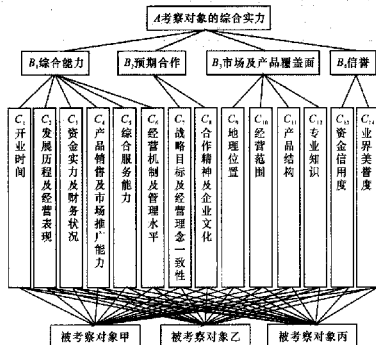 A考察对象的综合实力
B₁综合能力
B₂预期合作
B₃市场及产品覆盖面
B₄信誉
C₁开业时间
C₂发展历程及经营表现
C₃资金实力及财务状况
C₄产品销售及市场推广能力
C₅综合服务能力
C₆经营机制及管理水平
C₇战略目标及经营理念一致性
C₈合作精神及企业文化
C₉地理位置
C₁₀经营范围
C₁₁产品结构
C₁₂专业知识
C₁₃资金信用度
C₁₄业界美誉度
被考察对象甲
被考察对象乙
被考察对象丙